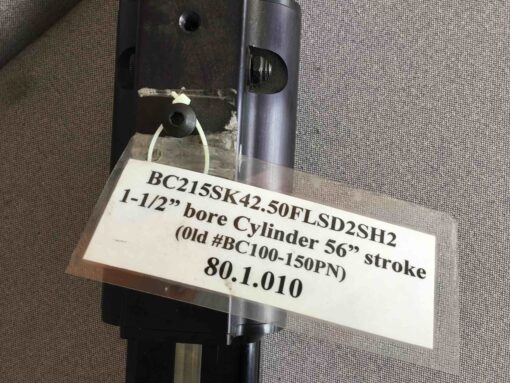 BC215SK42.50FLSD2SH2
1-1/2” bore Cylinder 56” stroke
(0ld #BC100-150PN)
80.1.010